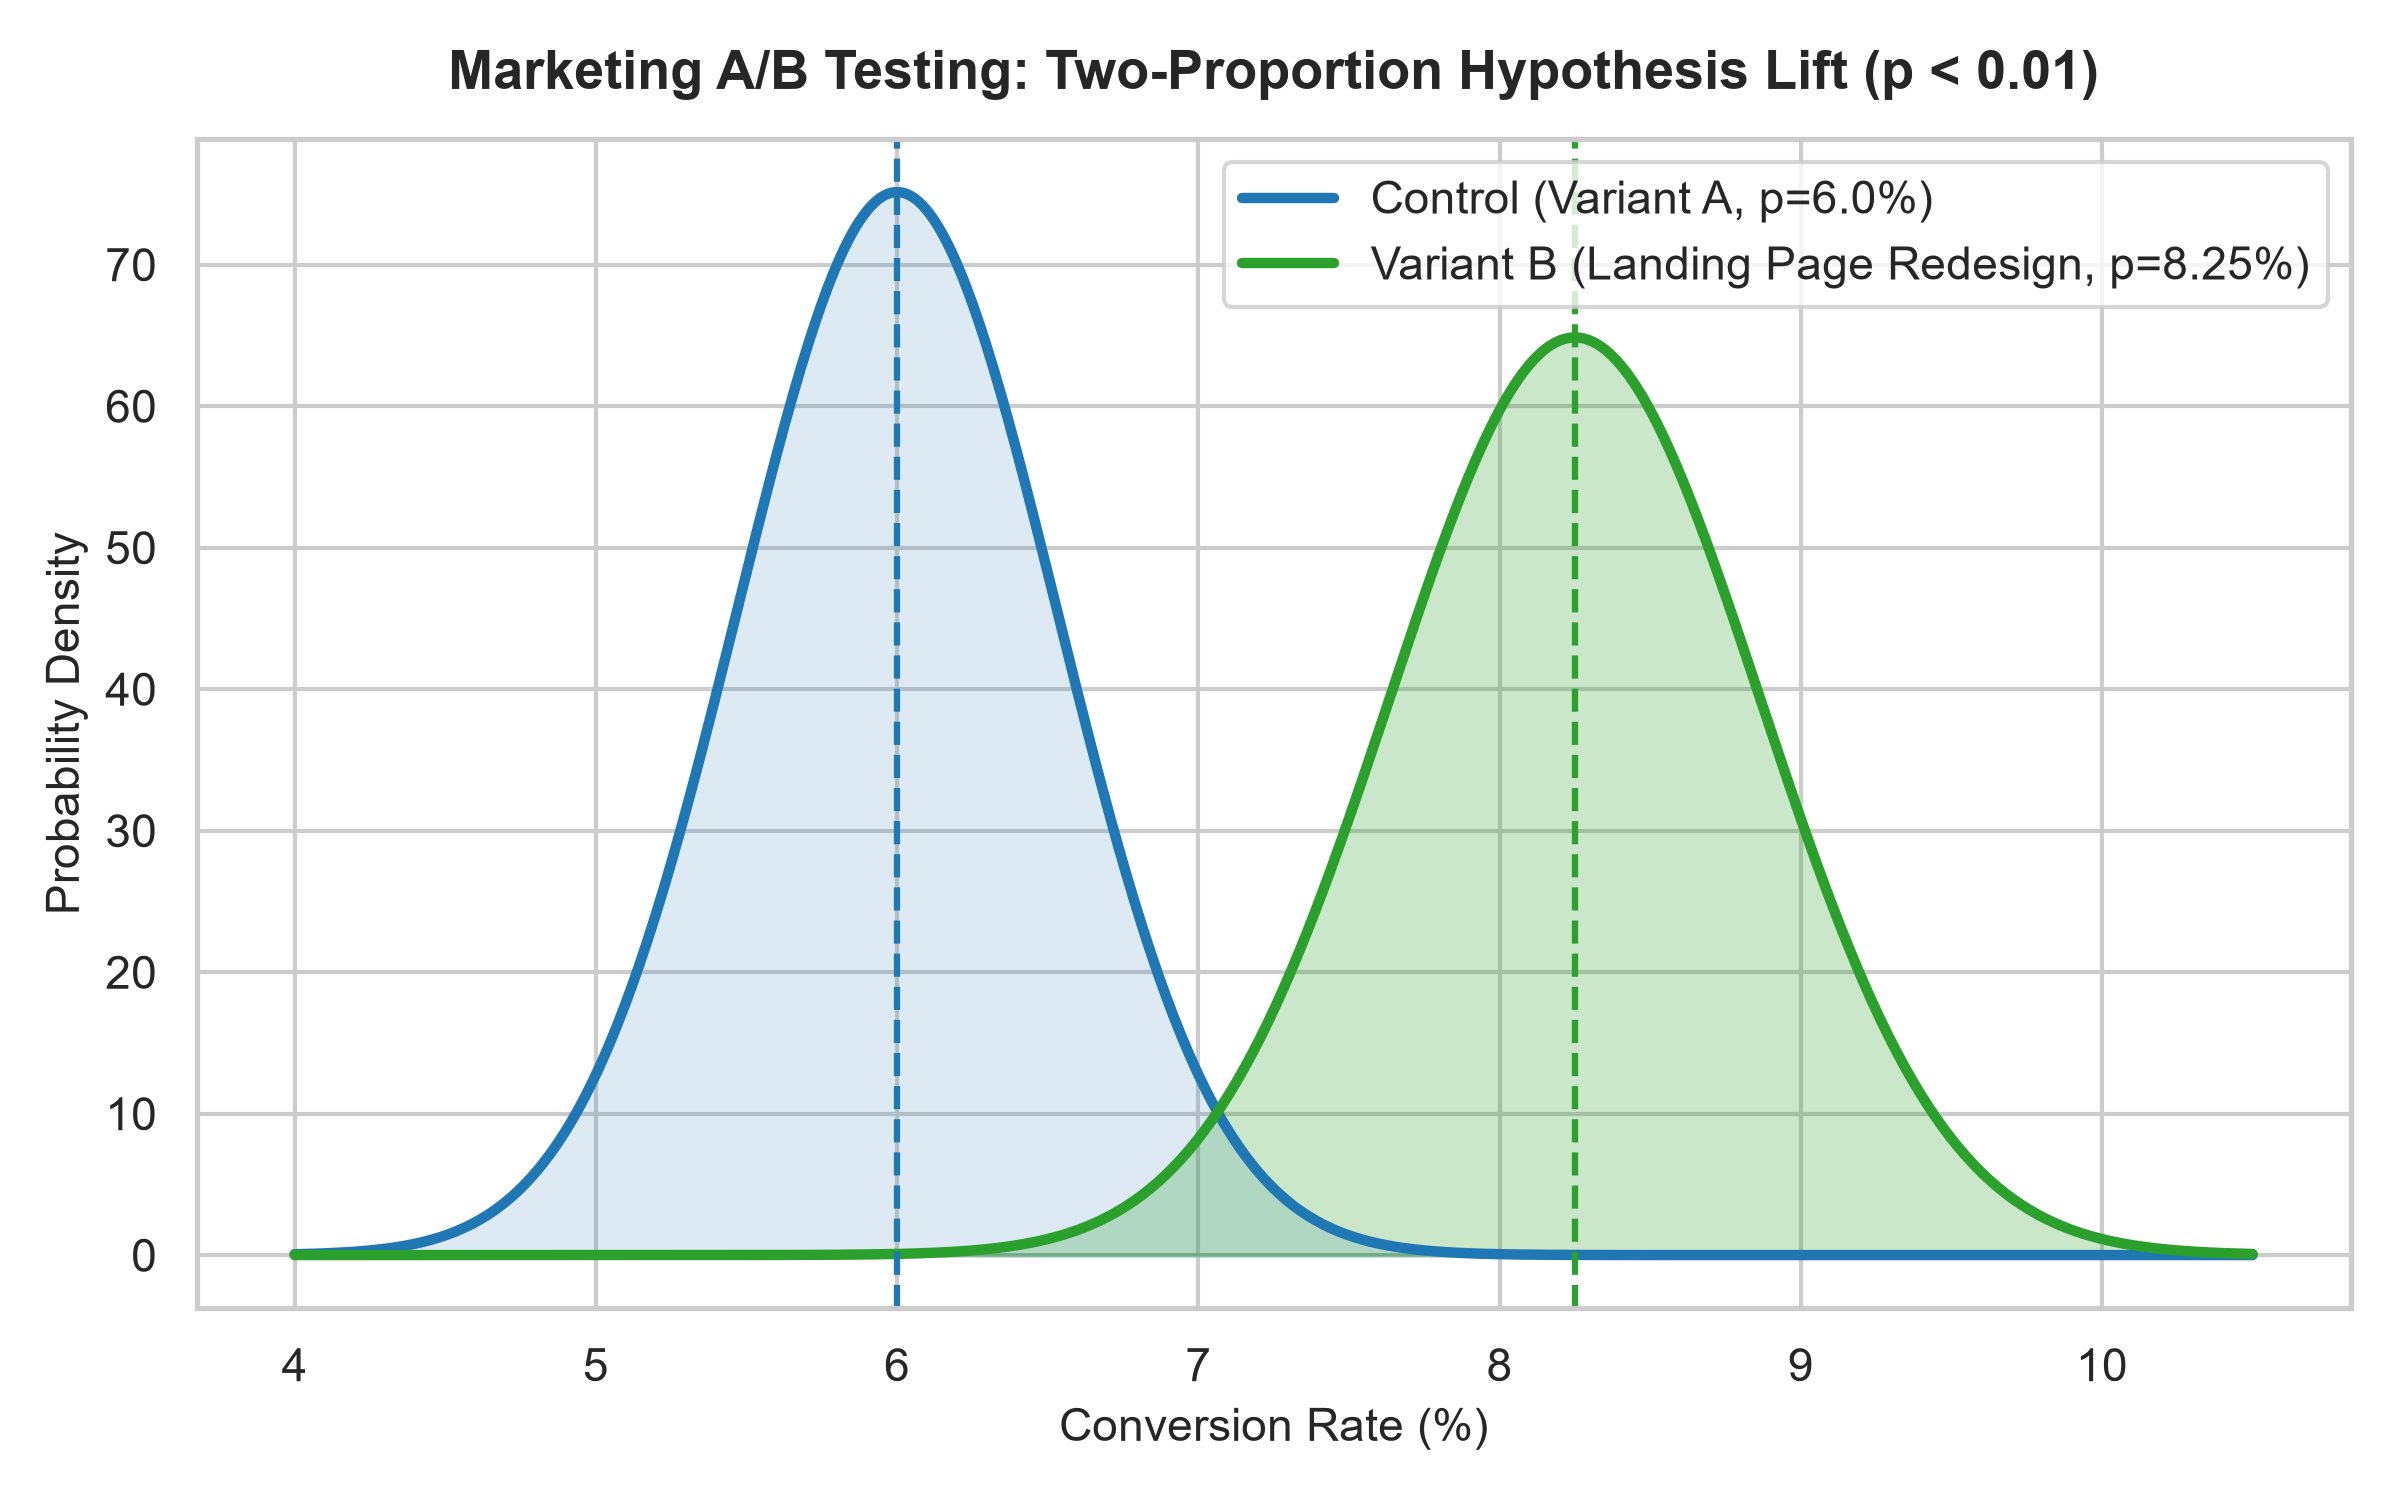 Marketing A/B Testing: Two-Proportion Hypothesis Lift (p < 0.01)
Control (Variant A, p=6.0%)
Variant B (Landing Page Redesign, p=8.25%)
Probability Density
70
60
50
40
30
20
10
0
4 5 6 7 8 9 10
Conversion Rate (%)